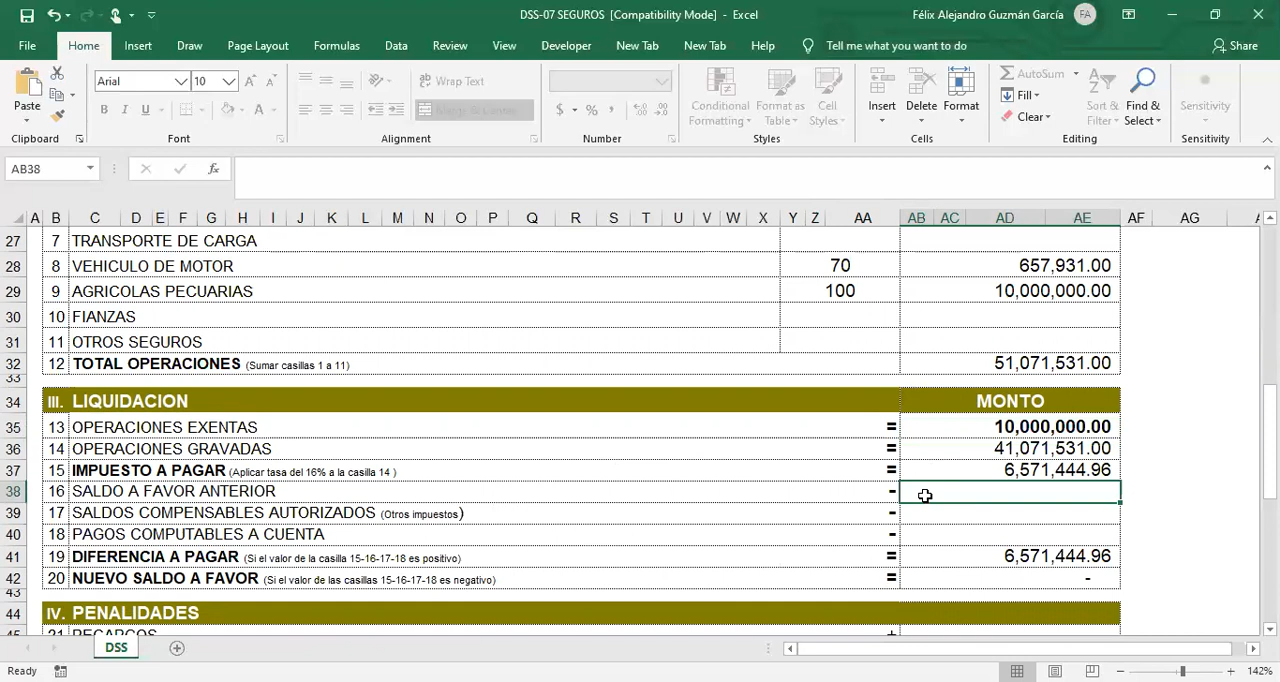 DSS-07 SEGUROS [Compatibility Mode] - Excel
Félix Alejandro Guzmán García FA
File Home Insert Draw Page Layout Formulas Data Review View Developer New Tab New Tab Help Tell me what you want to do Share
Paste
Clipboard
Arial 10
B I U
Font
Wrap Text
Merge & Center
Alignment
$ % ,
Number
Conditional Formatting
Format as Table
Cell Styles
Styles
Insert Delete Format
Cells
AutoSum
Fill
Clear
Sort & Filter
Find & Select
Editing
Sensitivity
Sensitivity
AB38 fx
A B C D E F G H I J K L M N O P Q R S T U V W X Y Z AA AB AC AD AE AF AG
27 7 TRANSPORTE DE CARGA
28 8 VEHICULO DE MOTOR 70 657,931.00
29 9 AGRICOLAS PECUARIAS 100 10,000,000.00
30 10 FIANZAS
31 11 OTROS SEGUROS
32 12 TOTAL OPERACIONES (Sumar casillas 1 a 11) 51,071,531.00
33
34 III. LIQUIDACION MONTO
35 13 OPERACIONES EXENTAS = 10,000,000.00
36 14 OPERACIONES GRAVADAS = 41,071,531.00
37 15 IMPUESTO A PAGAR (Aplicar tasa del 16% a la casilla 14 ) = 6,571,444.96
38 16 SALDO A FAVOR ANTERIOR -
39 17 SALDOS COMPENSABLES AUTORIZADOS (Otros impuestos) -
40 18 PAGOS COMPUTABLES A CUENTA -
41 19 DIFERENCIA A PAGAR (Si el valor de la casilla 15-16-17-18 es positivo) = 6,571,444.96
42 20 NUEVO SALDO A FAVOR (Si el valor de las casillas 15-16-17-18 es negativo) = -
43
44 IV. PENALIDADES
45 21 RECARGOS +
DSS
Ready 142%